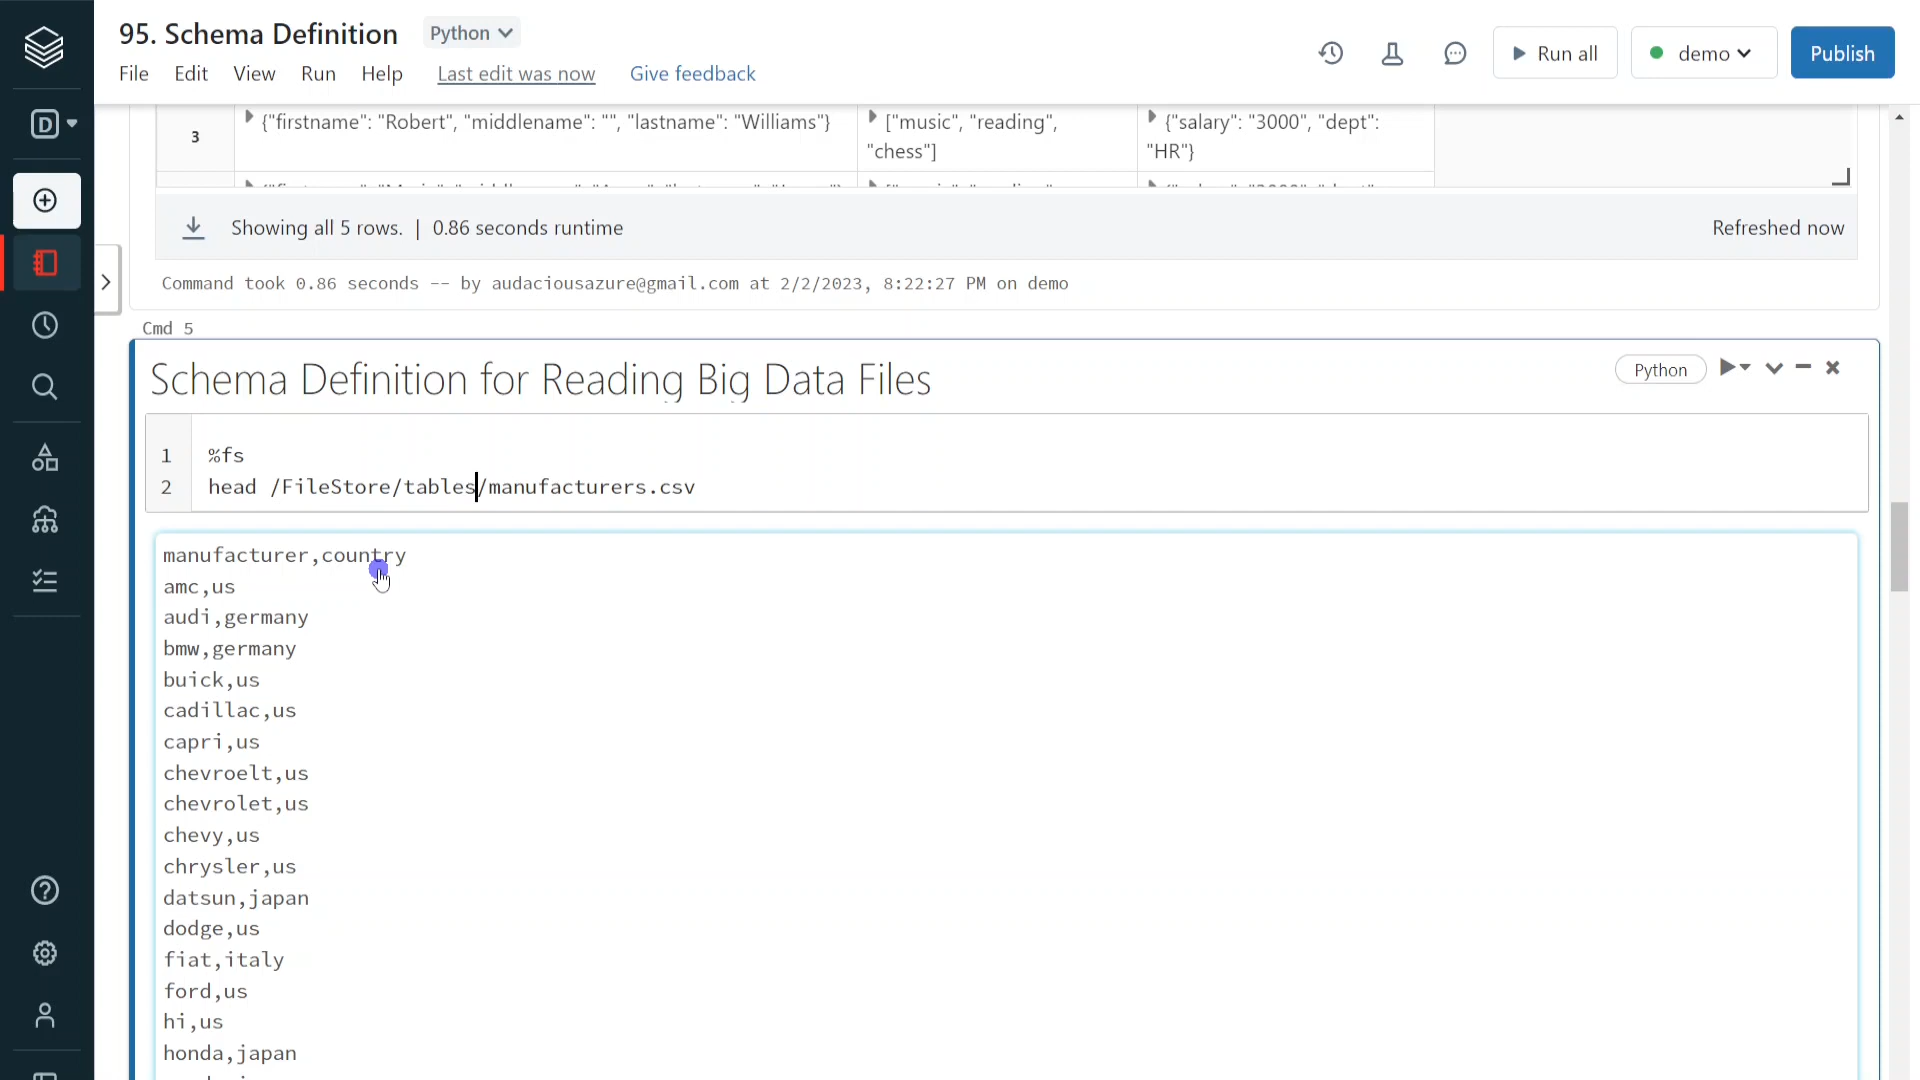 95. Schema Definition Python
File Edit View Run Help Last edit was now Give feedback
Run all demo Publish
D
3 {"firstname": "Robert", "middlename": "", "lastname": "Williams"} ["music", "reading", {"salary": "3000", "dept":
"chess"] "HR"}
Showing all 5 rows. | 0.86 seconds runtime Refreshed now
Command took 0.86 seconds -- by audaciousazure@gmail.com at 2/2/2023, 8:22:27 PM on demo
Cmd 5
Schema Definition for Reading Big Data Files Python
1 %fs
2 head /FileStore/tables/manufacturers.csv
manufacturer,country
amc,us
audi,germany
bmw,germany
buick,us
cadillac,us
capri,us
chevroelt,us
chevrolet,us
chevy,us
chrysler,us
datsun,japan
dodge,us
fiat,italy
ford,us
hi,us
honda,japan